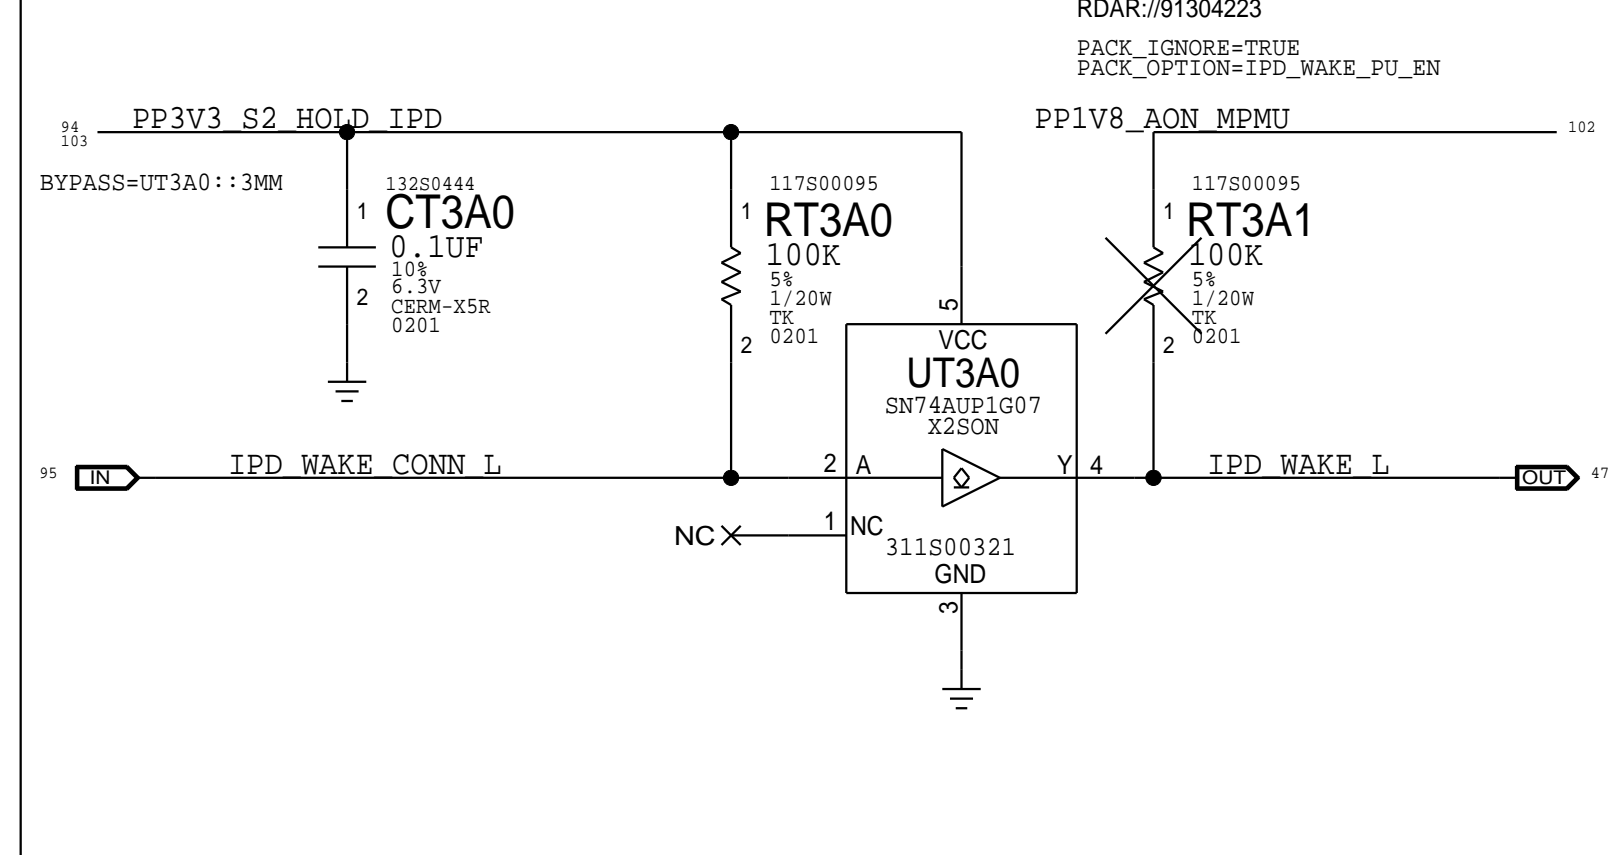 RDAR://91304223
PACK_IGNORE=TRUE
PACK_OPTION=IPD_WAKE_PU_EN
94
103
PP3V3_S2_HOLD_IPD
PP1V8_AON_MPMU
102
BYPASS=UT3A0::3MM
132S0444
1
CT3A0
0.1UF
10%
6.3V
2
CERM-X5R
0201
117S00095
1
RT3A0
100K
5%
1/20W
TK
2
0201
117S00095
1
RT3A1
100K
5%
1/20W
TK
2
0201
5
VCC
UT3A0
SN74AUP1G07
X2SON
95
IN
IPD_WAKE_CONN_L
2
A
Y
4
IPD_WAKE_L
OUT
47
NC
1
NC
311S00321
GND
3